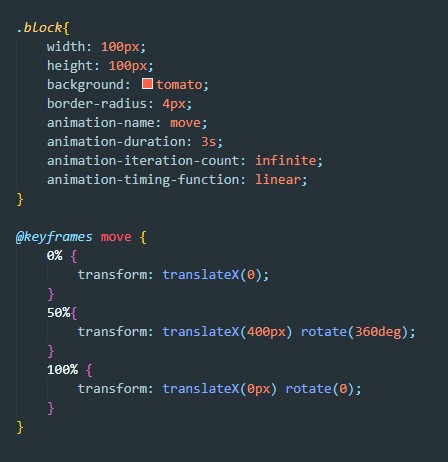 .block{
    width: 100px;
    height: 100px;
    background: tomato;
    border-radius: 4px;
    animation-name: move;
    animation-duration: 3s;
    animation-iteration-count: infinite;
    animation-timing-function: linear;
}

@keyframes move {
    0% {
        transform: translateX(0);
    }
    50%{
        transform: translateX(400px) rotate(360deg);
    }
    100% {
        transform: translateX(0px) rotate(0);
    }
}